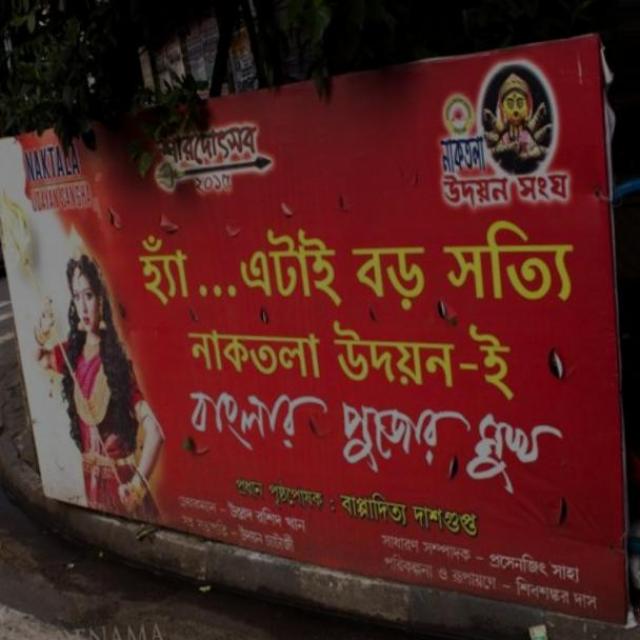 NAKTALA
UDAYAN SANGHA
শারদোৎসব
নাকতলা
উদয়ন সংঘ
হ্যাঁ...এটাই বড় সত্যি
নাকতলা উদয়ন-ই
বাংলার পুজোর মুখ
প্রধান পৃষ্ঠপোষক : বাপ্পাদিত্য দাশগুপ্ত
সাধারণ সম্পাদক - প্রসেনজিৎ সাহা
পরিকল্পনা ও রূপায়ণে - শিবশঙ্কর দাস